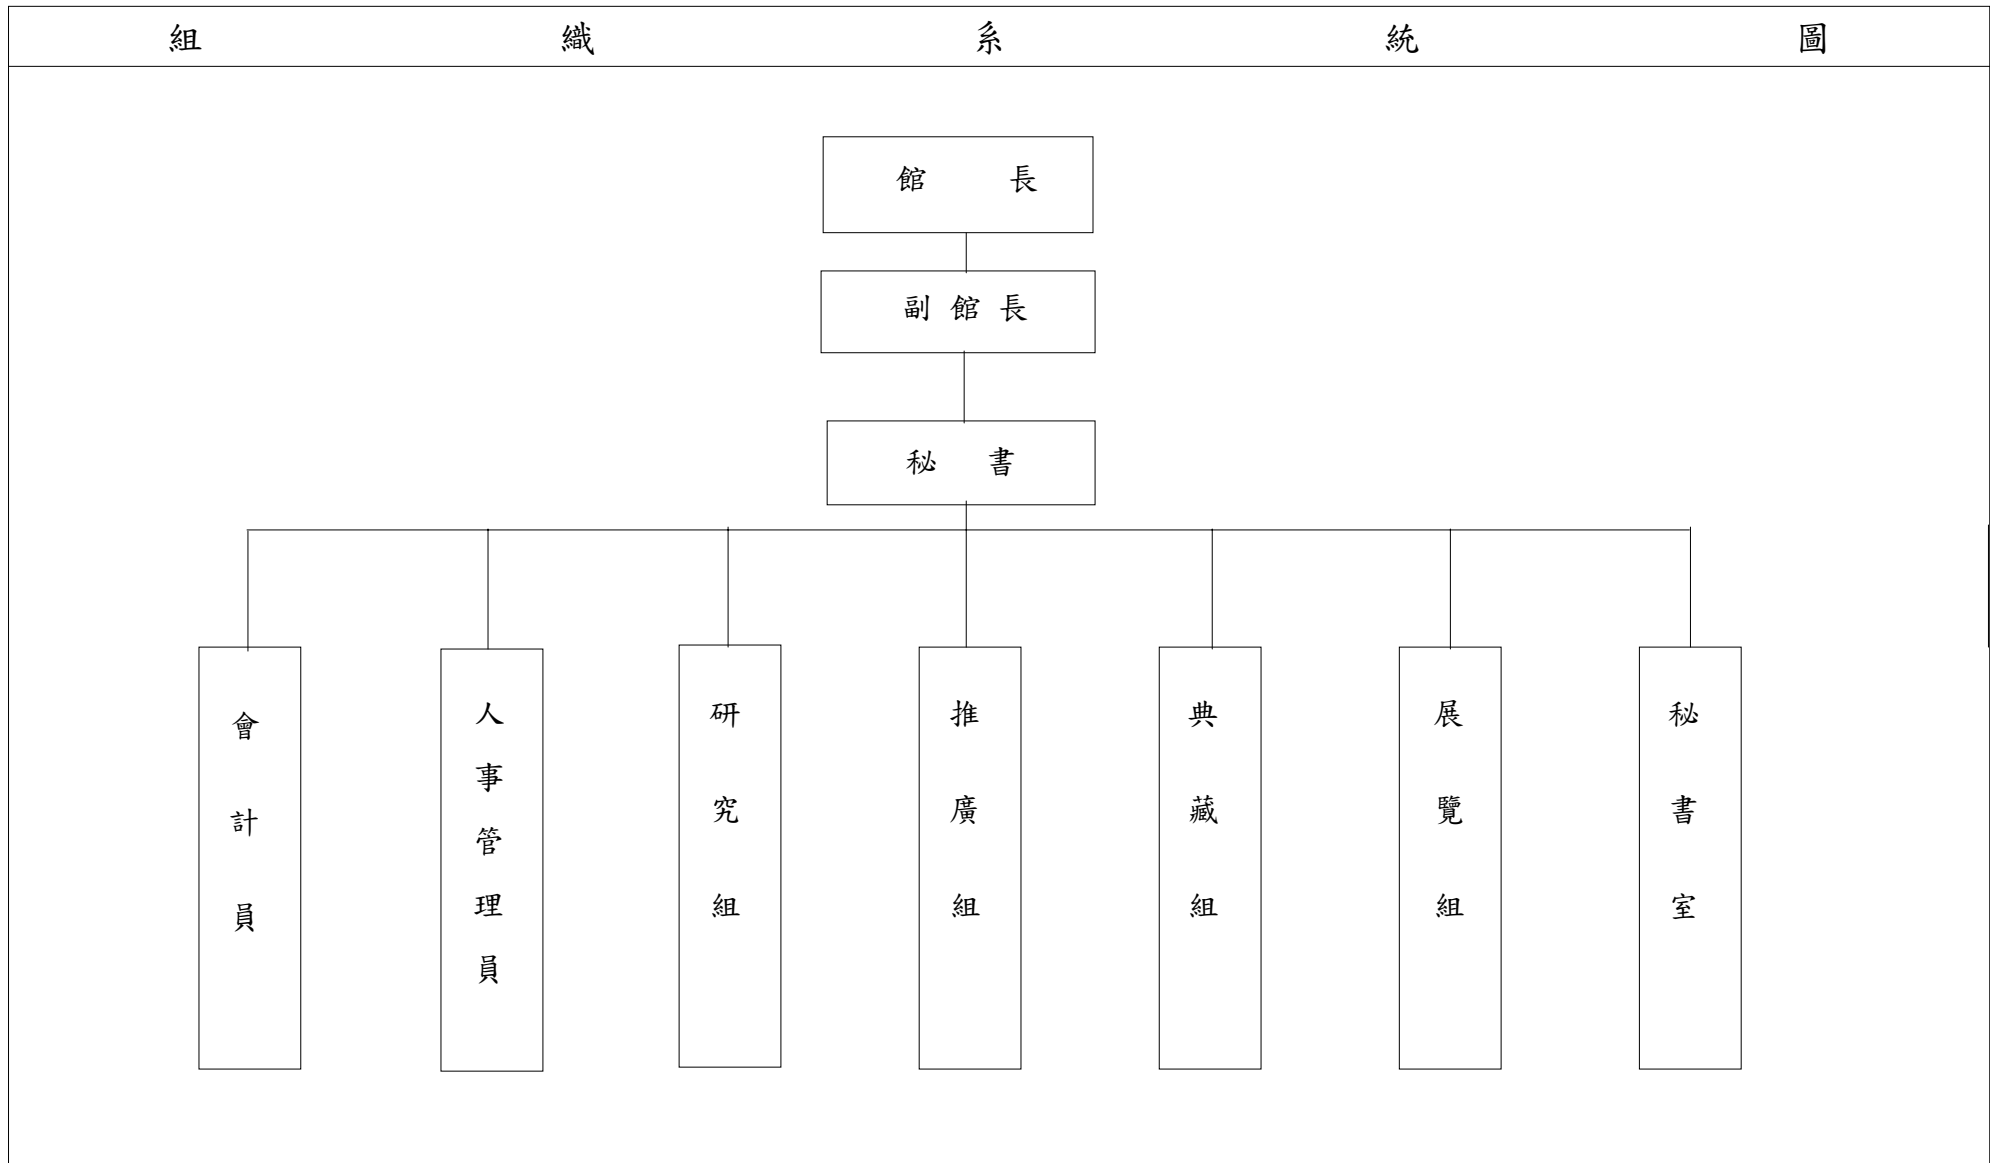 組織系統圖
館長
副館長
秘書
會計員
人事管理員
研究組
推廣組
典藏組
展覽組
秘書室